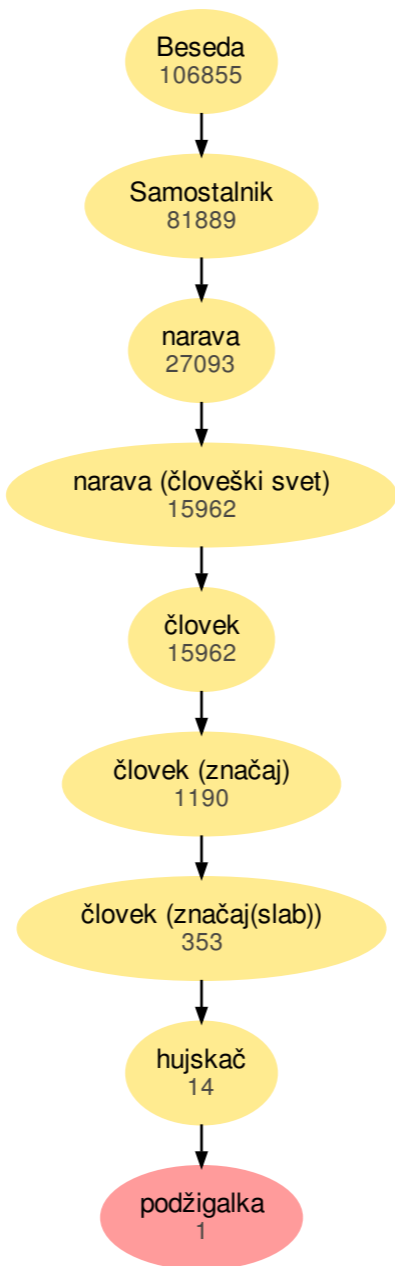 Beseda
106855
Samostalnik
81889
narava
27093
narava (človeški svet)
15962
človek
15962
človek (značaj)
1190
človek (značaj(slab))
353
hujskač
14
podžigalka
1